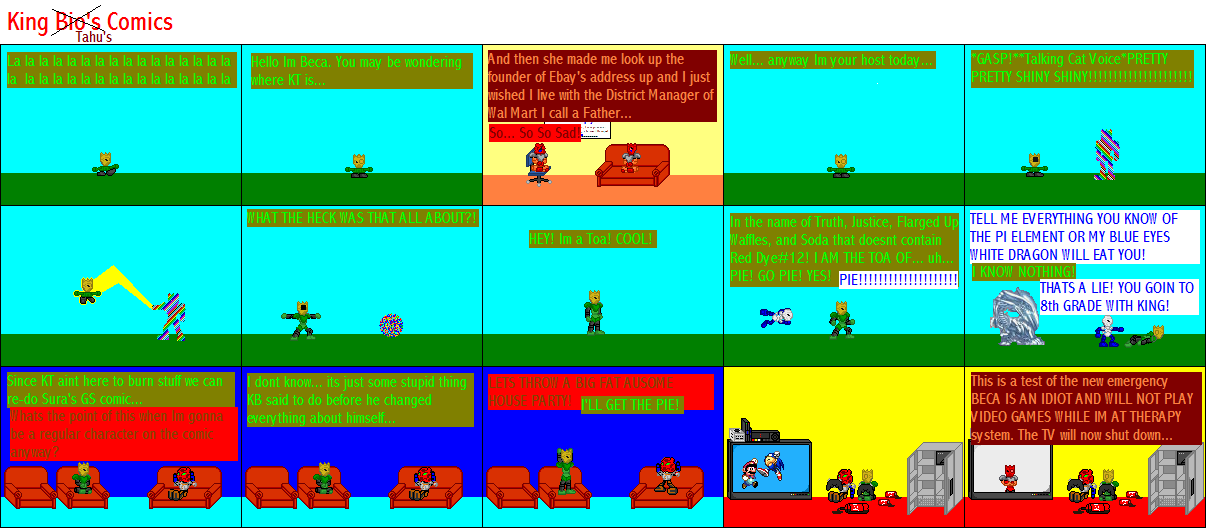 King Bio's Comics
Tahu's
La la la la la la la la la la la la la la la la
la  la la la la la la la la la la la la la la
Hello Im Beca. You may be wondering
where KT is...
And then she made me look up the
founder of Ebay's address up and I just
wished I live with the District Manager of
Wal Mart I call a Father...
So... So So Sad!
Well... anyway Im your host today...
*GASP!**Talking Cat Voice*PRETTY
PRETTY SHINY SHINY!!!!!!!!!!!!!!!!!!!!!!
WHAT THE HECK WAS THAT ALL ABOUT?!
HEY! Im a Toa! COOL!
In the name of Truth, Justice, Flarged Up
Waffles, and Soda that doesnt contain
Red Dye#12! I AM THE TOA OF... uh...
PIE! GO PIE! YES!
PIE!!!!!!!!!!!!!!!!!!!!
TELL ME EVERYTHING YOU KNOW OF
THE PI ELEMENT OR MY BLUE EYES
WHITE DRAGON WILL EAT YOU!
I KNOW NOTHING!
THATS A LIE! YOU GOIN TO
8th GRADE WITH KING!
Since KT aint here to burn stuff we can
re-do Sura's GS comic...
Whats the point of this when Im gonna
be a regular character on the comic
anyway?
I dont know... its just some stupid thing
KB said to do before he changed
everything about himself...
LETS THROW A BIG FAT AIRSOME
HOUSE PARTY!
I'LL GET THE PIE!
This is a test of the new emergency
BECA IS AN IDIOT AND WILL NOT PLAY
VIDEO GAMES WHILE IM AT THERAPY
system. The TV will now shut down...